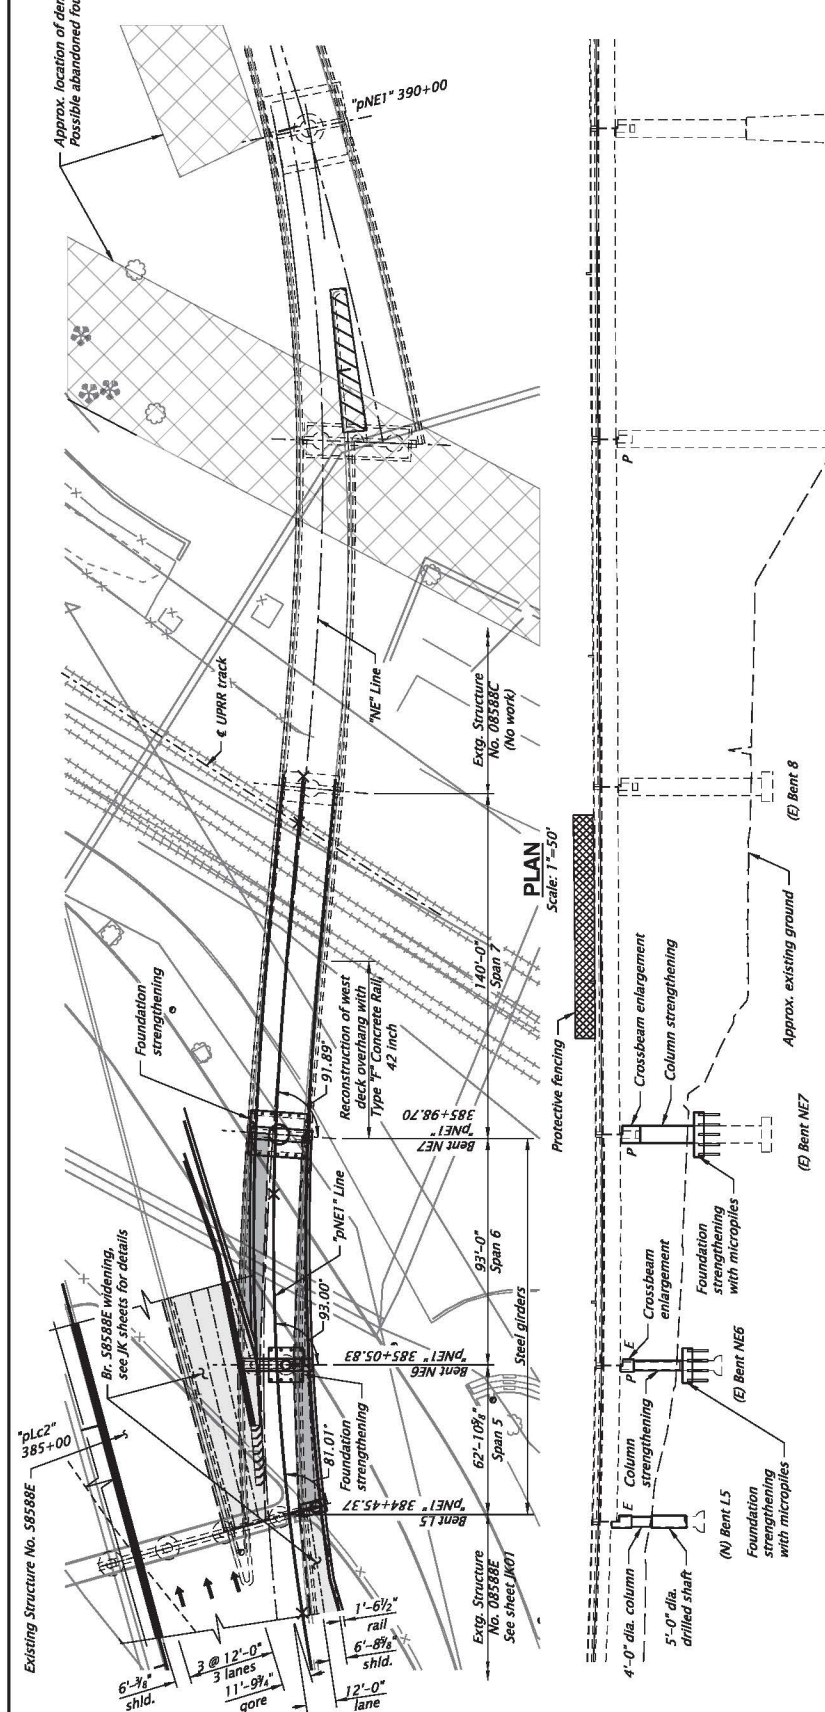 Approx. location of
Possible abandoned
"pNE1" 390+00
℄ UPRR track
"NE" Line
Extg. Structure
No. 08588C
(No work)
PLAN
Scale: 1"=50'
140'-0"
Span 7
Foundation
strengthening
91.89°
Reconstruction of west
deck overhang with
Type "F" Concrete Rail,
42 inch
Bent NE7
"pNE1"
385+98.70
93'-0"
Span 6
Steel girders
"pNE1" Line
93.00°
Bent NE6
"pNE1" 385+05.83
62'-10⅝"
Span 5
Foundation
strengthening
81.01°
Bent L5
"pNE1" 384+45.37
Extg. Structure
No. 08588E
See sheet JK01
Br. S8588E widening,
see JK sheets for details
"pLc2"
385+00
Existing Structure No. S8588E
6'-⅜"
shld.
3 @ 12'-0"
3 lanes
11'-9¾"
gore
12'-0"
lane
6'-8⅝"
shld.
1'-6½"
rail
Protective fencing
P
(E) Bent 8
Approx. existing ground
Crossbeam enlargement
Column strengthening
P
(E) Bent NE7
Foundation
strengthening
with micropiles
Crossbeam
enlargement
P E
(E) Bent NE6
Column
strengthening
Foundation
strengthening
with micropiles
E
(N) Bent L5
4'-0" dia. column
5'-0" dia.
drilled shaft